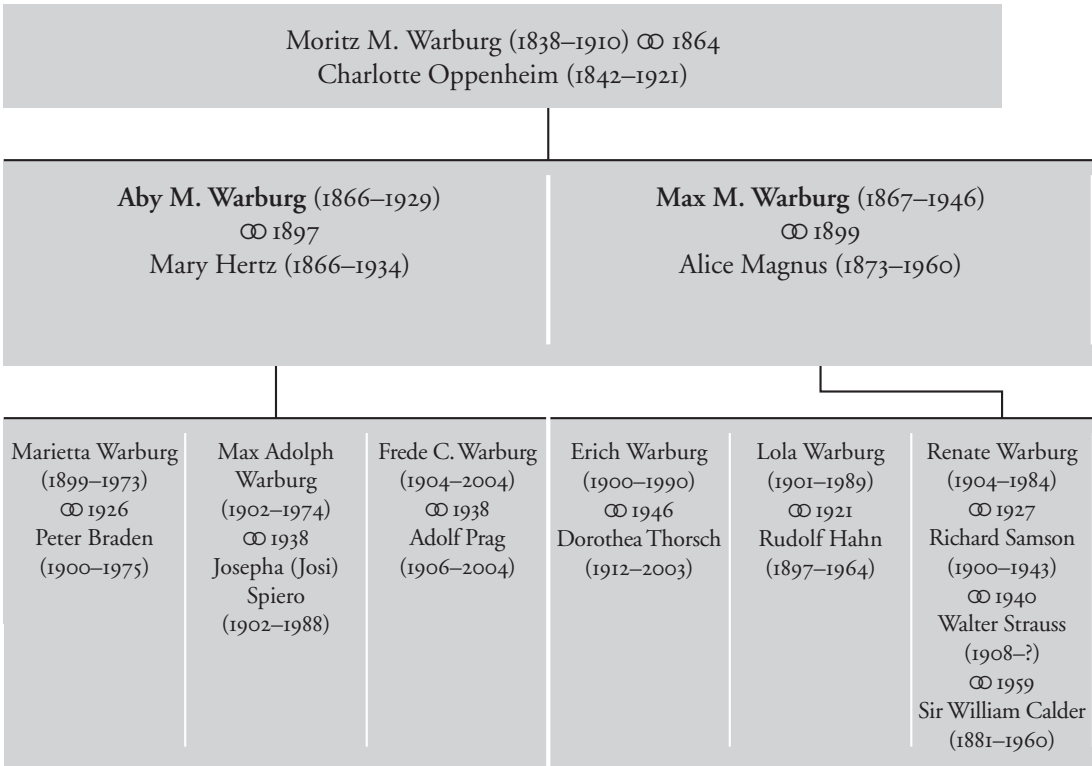 Moritz M. Warburg (1838–1910) ⚭ 1864
Charlotte Oppenheim (1842–1921)
Aby M. Warburg (1866–1929)
⚭ 1897
Mary Hertz (1866–1934)
Max M. Warburg (1867–1946)
⚭ 1899
Alice Magnus (1873–1960)
Marietta Warburg
(1899–1973)
⚭ 1926
Peter Braden
(1900–1975)
Max Adolph
Warburg
(1902–1974)
⚭ 1938
Josepha (Josi)
Spiero
(1902–1988)
Frede C. Warburg
(1904–2004)
⚭ 1938
Adolf Prag
(1906–2004)
Erich Warburg
(1900–1990)
⚭ 1946
Dorothea Thorsch
(1912–2003)
Lola Warburg
(1901–1989)
⚭ 1921
Rudolf Hahn
(1897–1964)
Renate Warburg
(1904–1984)
⚭ 1927
Richard Samson
(1900–1943)
⚭ 1940
Walter Strauss
(1908–?)
⚭ 1959
Sir William Calder
(1881–1960)